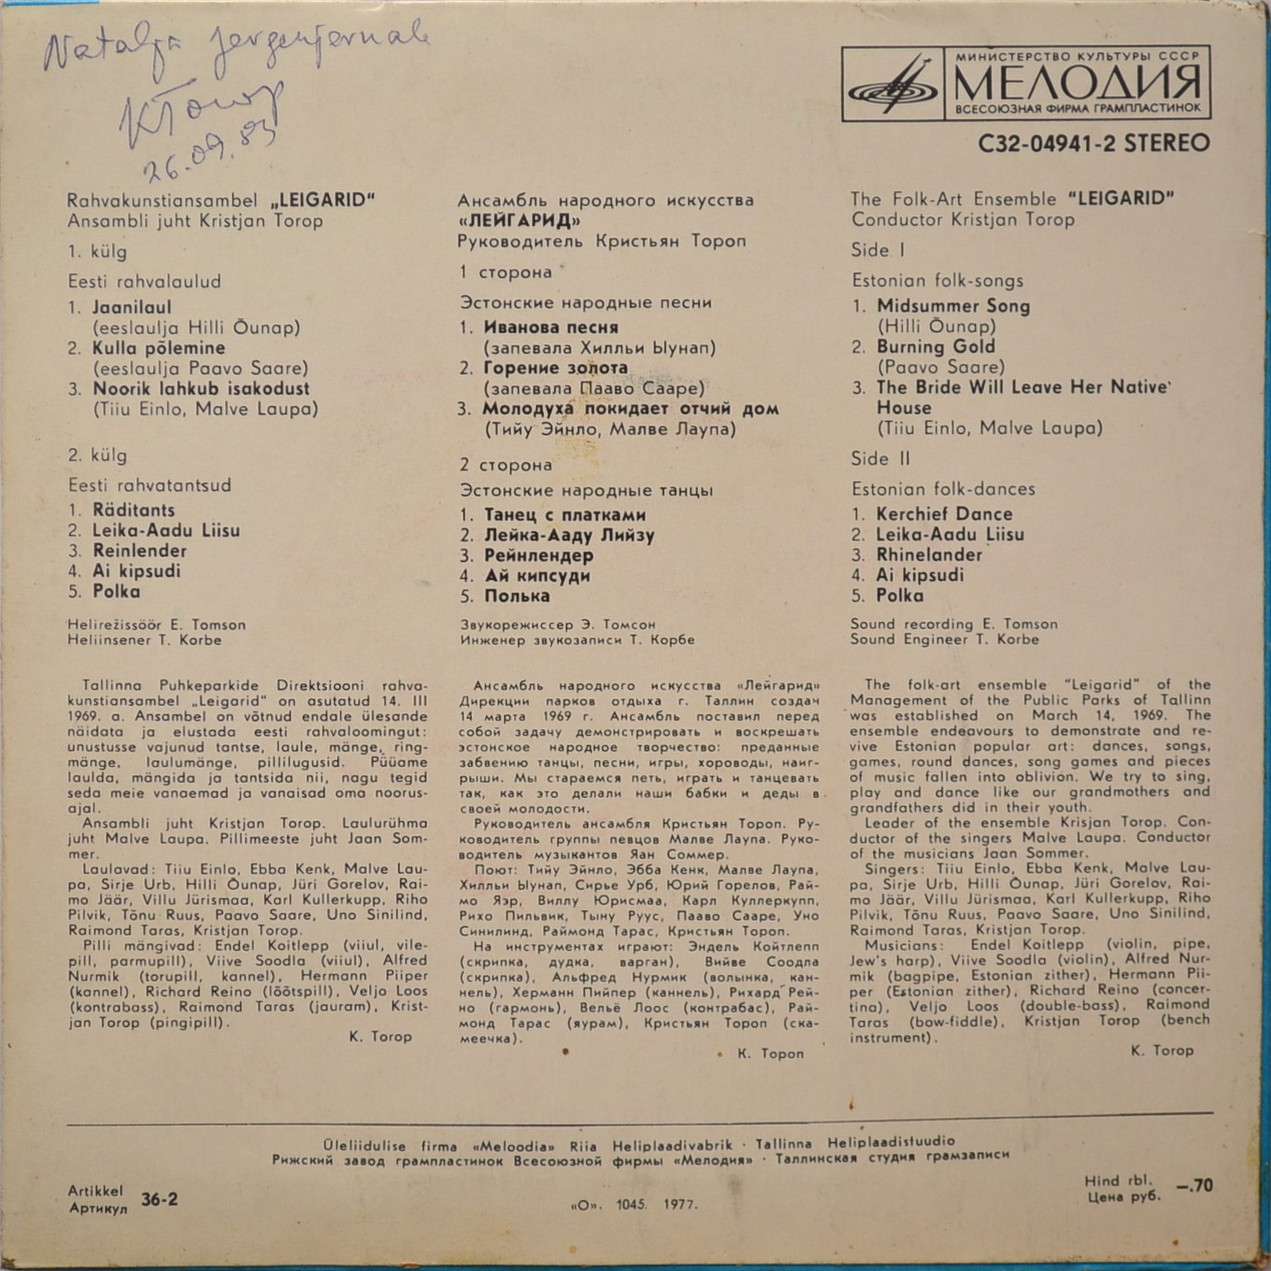 Natalja
KTorop
26.09.83
МИНИСТЕРСТВО КУЛЬТУРЫ СССР
МЕЛОДИЯ
ВСЕСОЮЗНАЯ ФИРМА ГРАМПЛАСТИНОК
С32-04941-2 STEREO
Rahvakunstiansambel „LEIGARID“
Ansambli juht Kristjan Torop
1. külg
Eesti rahvalaulud
1. Jaanilaul
(eeslaulja Hilli Õunap)
2. Kulla põlemine
(eeslaulja Paavo Saare)
3. Noorik lahkub isakodust
(Tiiu Einlo, Malve Laupa)
2. külg
Eesti rahvatantsud
1. Räditants
2. Leika-Aadu Liisu
3. Reinlender
4. Ai kipsudi
5. Polka
Helirežissöör E. Tomson
Heliinsener T. Korbe
Tallinna Puhkeparkide Direktsiooni rahva-
kunstiansambel „Leigarid“ on asutatud 14. III
1969. a. Ansambel on võtnud endale ülesande
näidata ja elustada eesti rahvaloomingut:
unustusse vajunud tantse, laule, mänge, ring-
mänge, laulumänge, pillilugusid. Püüame
laulda, mängida ja tantsida nii, nagu tegid
seda meie vanaemad ja vanaisad oma noorus-
ajal.
Ansambli juht Kristjan Torop. Laulurühma
juht Malve Laupa. Pillimeeste juht Jaan Som-
mer.
Laulavad: Tiiu Einlo, Ebba Kenk, Malve Lau-
pa, Sirje Urb, Hilli Õunap, Jüri Gorelov, Rai-
mo Jäär, Villu Jürismaa, Karl Kullerkupp, Riho
Pilvik, Tõnu Ruus, Paavo Saare, Uno Sinilind,
Raimond Taras, Kristjan Torop.
Pilli mängivad: Endel Koitlepp (viiul, vile-
pill, parmupill), Viive Soodla (viiul), Alfred
Nurmik (torupill, kannel), Hermann Piiper
(kannel), Richard Reino (lõõtspill), Veljo Loos
(kontrabass), Raimond Taras (jauram), Krist-
jan Torop (pingipill).
K. Torop
Ансамбль народного искусства
«ЛЕЙГАРИД»
Руководитель Кристьян Тороп
1 сторона
Эстонские народные песни
1. Иванова песня
(запевала Хилльи Ыунап)
2. Горение золота
(запевала Пааво Сааре)
3. Молодуха покидает отчий дом
(Тийу Эйнло, Малве Лаупа)
2 сторона
Эстонские народные танцы
1. Танец с платками
2. Лейка-Ааду Лийзу
3. Рейнлендер
4. Ай кипсуди
5. Полька
Звукорежиссер Э. Томсон
Инженер звукозаписи Т. Корбе
Ансамбль народного искусства «Лейгарид»
Дирекции парков отдыха г. Таллин создан
14 марта 1969 г. Ансамбль поставил перед
собой задачу демонстрировать и воскрешать
эстонское народное творчество: преданные
забвению танцы, песни, игры, хороводы, наиг-
рыши. Мы стараемся петь, играть и танцевать
так, как это делали наши бабки и деды в
своей молодости.
Руководитель ансамбля Кристьян Тороп. Ру-
ководитель группы певцов Малве Лаупа. Руко-
водитель музыкантов Яан Соммер.
Поют: Тийу Эйнло, Эбба Кенк, Малве Лаупа,
Хилльи Ыунап, Сирье Урб, Юрий Горелов, Рай-
мо Яэр, Виллу Юрисмаа, Карл Куллеркупп,
Рихо Пильвик, Тыну Руус, Пааво Сааре, Уно
Синилинд, Раймонд Тарас, Кристьян Тороп.
На инструментах играют: Эндель Койтлепп
(скрипка, дудка, варган), Вийве Соодла
(скрипка), Альфред Нурмик (волынка, кан-
нель), Херманн Пийпер (каннель), Рихард Рей-
но (гармонь), Вельё Лоос (контрабас), Рай-
монд Тарас (яурам), Кристьян Тороп (ска-
меечка).
К. Тороп
The Folk-Art Ensemble “LEIGARID”
Conductor Kristjan Torop
Side I
Estonian folk-songs
1. Midsummer Song
(Hilli Õunap)
2. Burning Gold
(Paavo Saare)
3. The Bride Will Leave Her Native
House
(Tiiu Einlo, Malve Laupa)
Side II
Estonian folk-dances
1. Kerchief Dance
2. Leika-Aadu Liisu
3. Rhinelander
4. Ai kipsudi
5. Polka
Sound recording E. Tomson
Sound Engineer T. Korbe
The folk-art ensemble “Leigarid” of the
Management of the Public Parks of Tallinn
was established on March 14, 1969. The
ensemble endeavours to demonstrate and re-
vive Estonian popular art: dances, songs,
games, round dances, song games and pieces
of music fallen into oblivion. We try to sing,
play and dance like our grandmothers and
grandfathers did in their youth.
Leader of the ensemble Krisjan Torop. Con-
ductor of the singers Malve Laupa. Conductor
of the musicians Jaan Sommer.
Singers: Tiiu Einlo, Ebba Kenk, Malve Lau-
pa, Sirje Urb, Hilli Õunap, Jüri Gorelov, Rai-
mo Jäär, Villu Jürismaa, Karl Kullerkupp, Riho
Pilvik, Tõnu Ruus, Paavo Saare, Uno Sinilind,
Raimond Taras, Kristjan Torop.
Musicians: Endel Koitlepp (violin, pipe,
Jew's harp), Viive Soodla (violin), Alfred Nur-
mik (bagpipe, Estonian zither), Hermann Pii-
per (Estonian zither), Richard Reino (concer-
tina), Veljo Loos (double-bass), Raimond
Taras (bow-fiddle), Kristjan Torop (bench
instrument).
K. Torop
Üleliidulise firma «Meloodia» Riia Heliplaadivabrik · Tallinna Heliplaadistuudio
Рижский завод грампластинок Всесоюзной фирмы «Мелодия» · Таллинская студия грамзаписи
Artikkel
Артикул 36-2
«О». 1045. 1977.
Hind rbl.
Цена руб. —.70